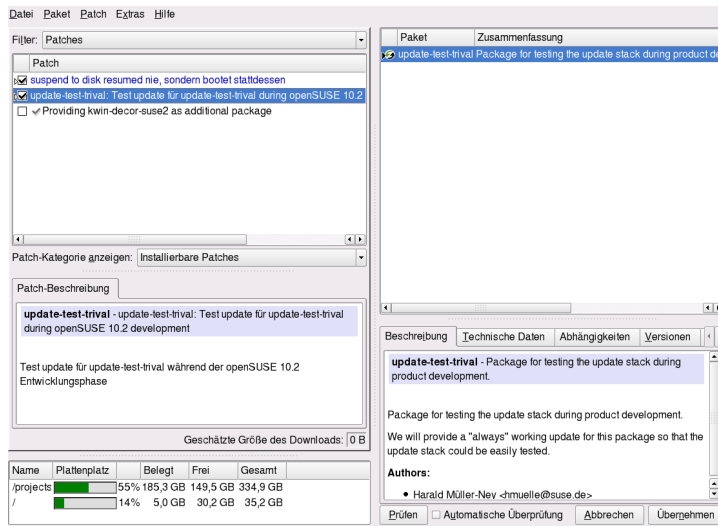 Datei Paket Patch Extras Hilfe
Filter: Patches
Patch
suspend to disk resumed nie, sondern bootet stattdessen
update-test-trival: Test update für update-test-trival during openSUSE 10.2
Providing kwin-decor-suse2 as additional package
Patch-Kategorie anzeigen: Installierbare Patches
Patch-Beschreibung
update-test-trival - update-test-trival: Test update für update-test-trival
during openSUSE 10.2 development
Test update für update-test-trival während der openSUSE 10.2
Entwicklungsphase
Geschätzte Größe des Downloads: 0 B
Name Plattenplatz Belegt Frei Gesamt
/projects 55% 185,3 GB 149,5 GB 334,9 GB
/ 14% 5,0 GB 30,2 GB 35,2 GB
Paket Zusammenfassung
update-test-trival Package for testing the update stack during product de
Beschreibung Technische Daten Abhängigkeiten Versionen
update-test-trival - Package for testing the update stack during
product development.
Package for testing the update stack during product development.
We will provide a "always" working update for this package so that the
update stack could be easily tested.
Authors:
• Harald Müller-Ney <hmuelle@suse.de>
Prüfen Automatische Überprüfung Abbrechen Übernehmen